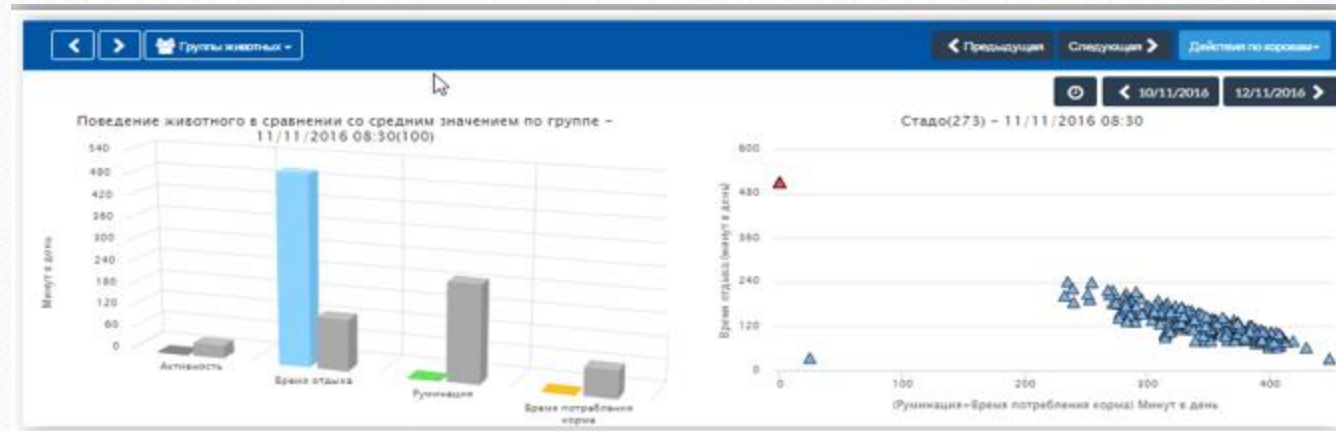 Группы животных
Предыдущая
Следующая
Действия по коровам
10/11/2016
12/11/2016
Поведение животного в сравнении со средним значением по группе –
11/11/2016 08:30(100)
540
480
420
360
300
240
180
120
60
0
Минут в день
Активность
Время отдыха
Руминация
Время потребления
корма
Стадо(273) – 11/11/2016 08:30
600
480
360
240
120
0
Время отдыха (минут в день)
0
100
200
300
400
(Руминация+Время потребления корма) Минут в день